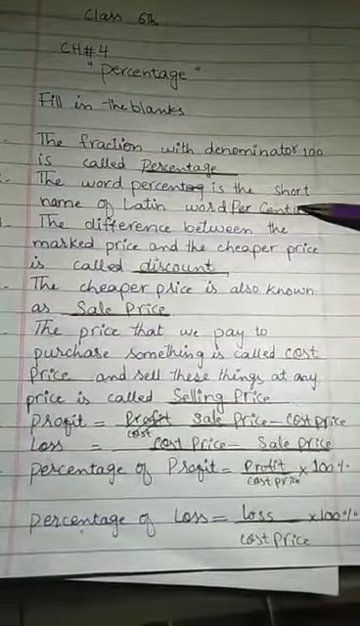 Class 6th
CH#4
"Percentage"
Fill in the blanks
The fraction with denominator 100
is called Percentage
The word percentag is the short
name of Latin word Per Centu
The difference between the
marked price and the cheaper price
is called discount
The cheaper price is also known
as Sale Price
The price that we pay to
purchase something is called cost
Price and sell these things at any
price is called Selling Price
Profit = Sale Price - cost price
cost
Loss = cost Price - Sale Price
Percentage of Profit = Profit × 100%
cost price
Percentage of Loss = Loss × 100%
cost Price